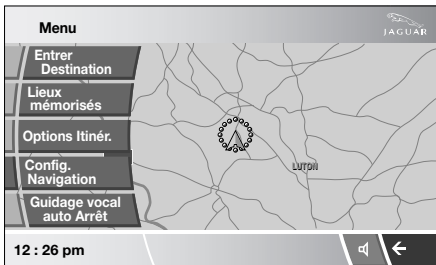 Menu
JAGUAR
Entrer
Destination
Lieux
mémorisés
Options Itinér.
Config.
Navigation
Guidage vocal
auto Arrêt
LUTON
12 : 26 pm